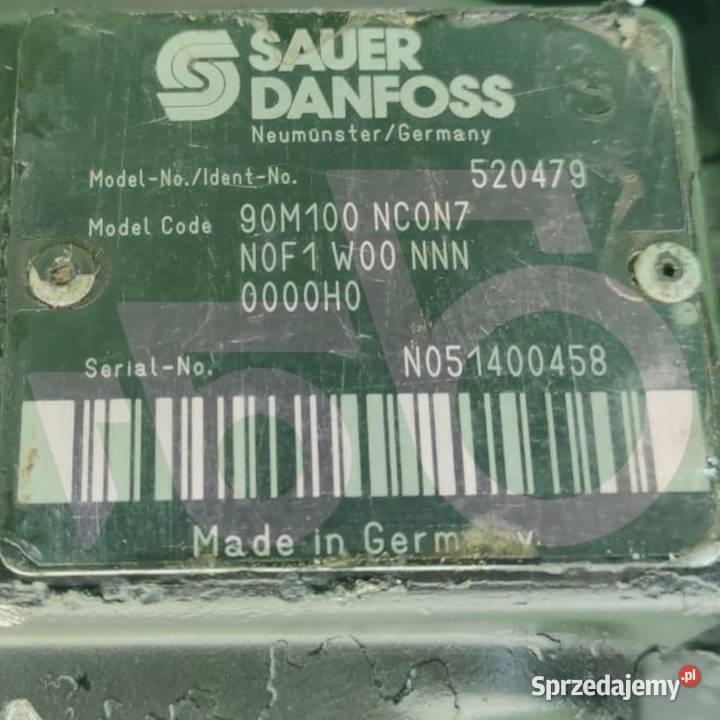 SAUER
DANFOSS
Neumünster/Germany
Model-No./Ident-No. 520479
Model Code 90M100 NC0N7
N0F1 W00 NNN
0000H0
Serial-No. N051400458
Made in Germany
Sprzedajemy.pl